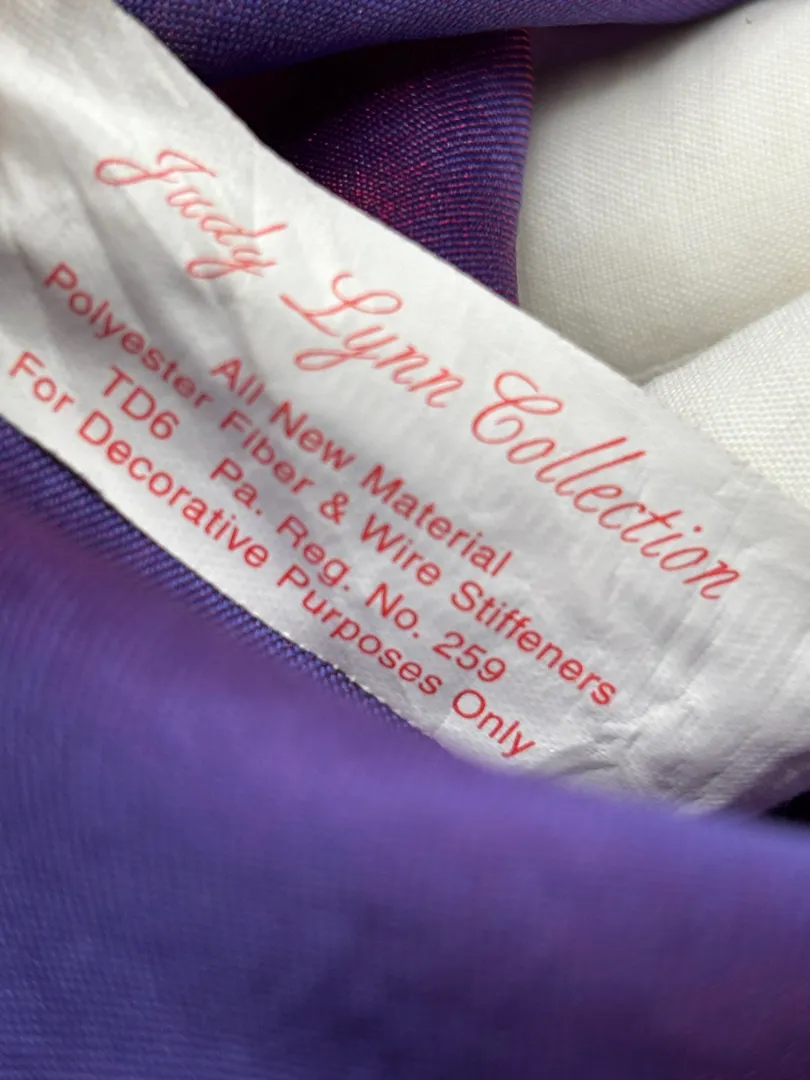 Judy Lynn Collection
All New Material
Polyester Fiber & Wire Stiffeners
TD6 Pa. Reg. No. 259
For Decorative Purposes Only